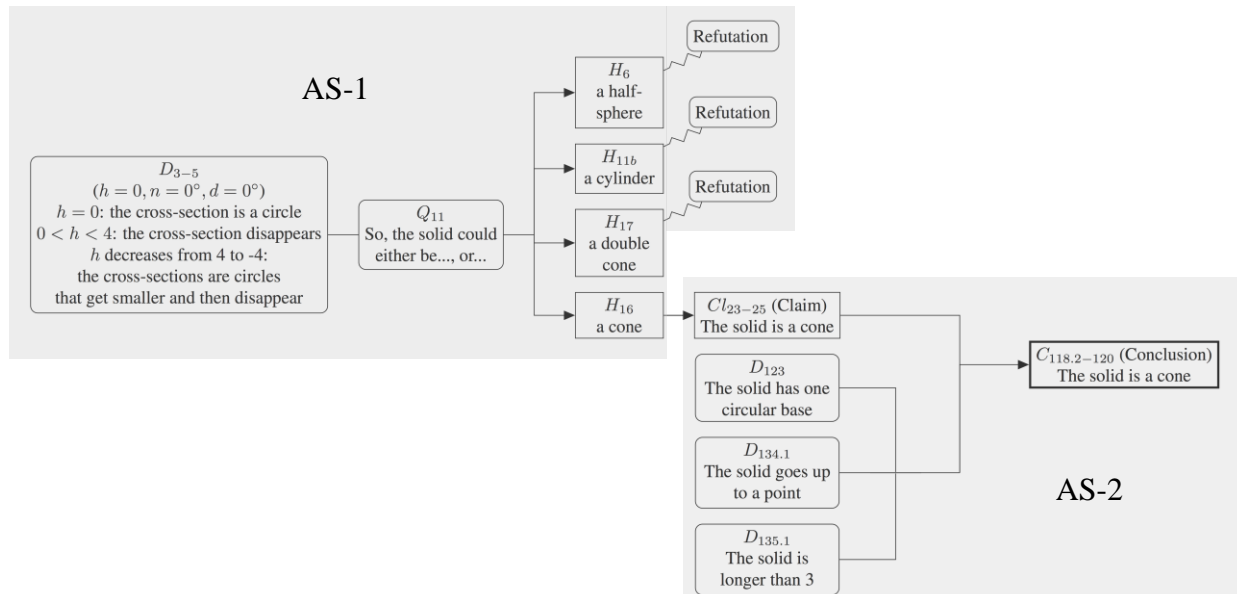 AS-1
D₃₋₅
(h = 0, n = 0°, d = 0°)
h = 0: the cross-section is a circle
0 < h < 4: the cross-section disappears
h decreases from 4 to -4:
the cross-sections are circles
that get smaller and then disappear
Q₁₁
So, the solid could
either be..., or...
H₆
a half-
sphere
Refutation
H₁₁b
a cylinder
Refutation
H₁₇
a double
cone
Refutation
H₁₆
a cone
Cl₂₃₋₂₅ (Claim)
The solid is a cone
D₁₂₃
The solid has one
circular base
D₁₃₄.₁
The solid goes up
to a point
D₁₃₅.₁
The solid is
longer than 3
C₁₁₈.₂₋₁₂₀ (Conclusion)
The solid is a cone
AS-2